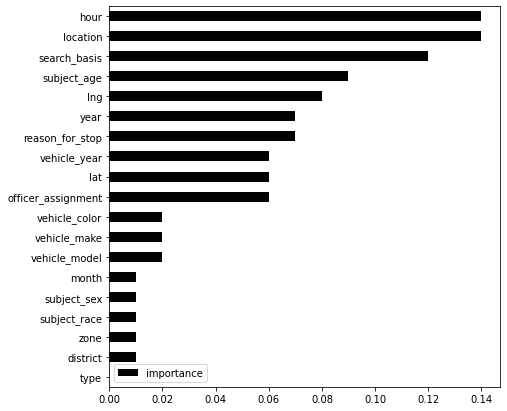 hour
location
search_basis
subject_age
lng
year
reason_for_stop
vehicle_year
lat
officer_assignment
vehicle_color
vehicle_make
vehicle_model
month
subject_sex
subject_race
zone
district
type
importance
0.00 0.02 0.04 0.06 0.08 0.10 0.12 0.14